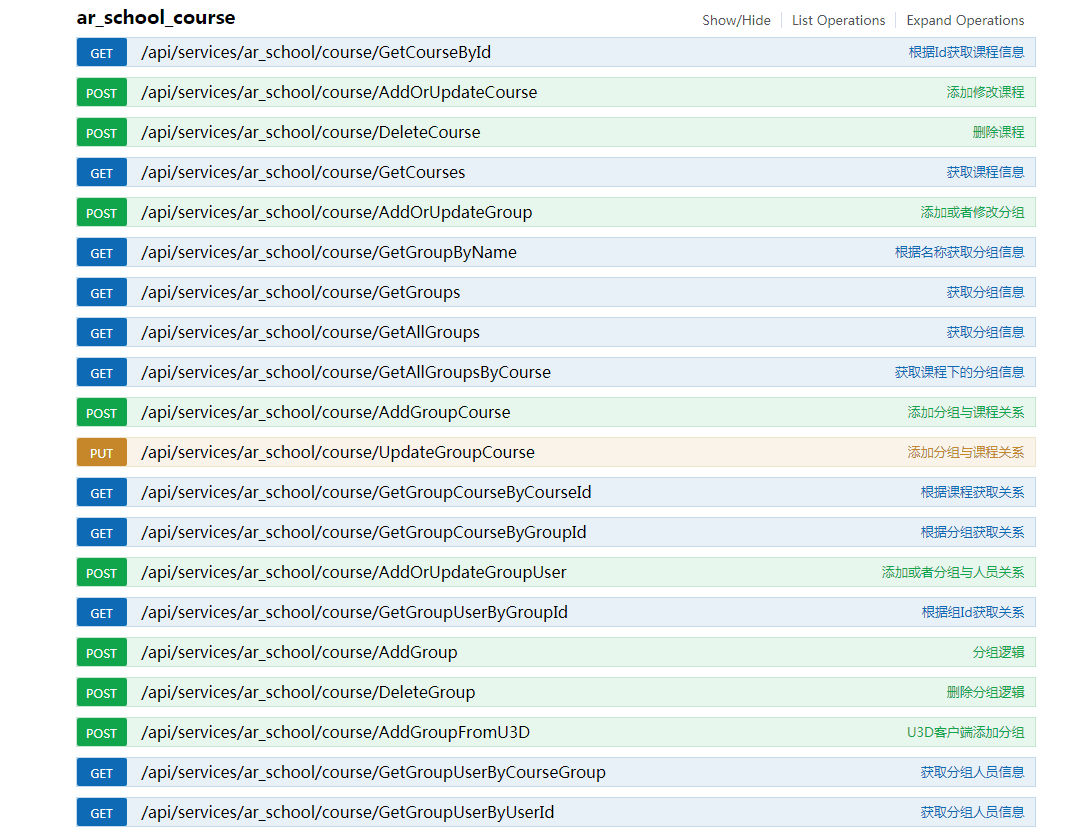 ar_school_course Show/Hide List Operations Expand Operations
GET /api/services/ar_school/course/GetCourseById 根据Id获取课程信息
POST /api/services/ar_school/course/AddOrUpdateCourse 添加修改课程
POST /api/services/ar_school/course/DeleteCourse 删除课程
GET /api/services/ar_school/course/GetCourses 获取课程信息
POST /api/services/ar_school/course/AddOrUpdateGroup 添加或者修改分组
GET /api/services/ar_school/course/GetGroupByName 根据名称获取分组信息
GET /api/services/ar_school/course/GetGroups 获取分组信息
GET /api/services/ar_school/course/GetAllGroups 获取分组信息
GET /api/services/ar_school/course/GetAllGroupsByCourse 获取课程下的分组信息
POST /api/services/ar_school/course/AddGroupCourse 添加分组与课程关系
PUT /api/services/ar_school/course/UpdateGroupCourse 添加分组与课程关系
GET /api/services/ar_school/course/GetGroupCourseByCourseId 根据课程获取关系
GET /api/services/ar_school/course/GetGroupCourseByGroupId 根据分组获取关系
POST /api/services/ar_school/course/AddOrUpdateGroupUser 添加或者分组与人员关系
GET /api/services/ar_school/course/GetGroupUserByGroupId 根据组Id获取关系
POST /api/services/ar_school/course/AddGroup 分组逻辑
POST /api/services/ar_school/course/DeleteGroup 删除分组逻辑
POST /api/services/ar_school/course/AddGroupFromU3D U3D客户端添加分组
GET /api/services/ar_school/course/GetGroupUserByCourseGroup 获取分组人员信息
GET /api/services/ar_school/course/GetGroupUserByUserId 获取分组人员信息